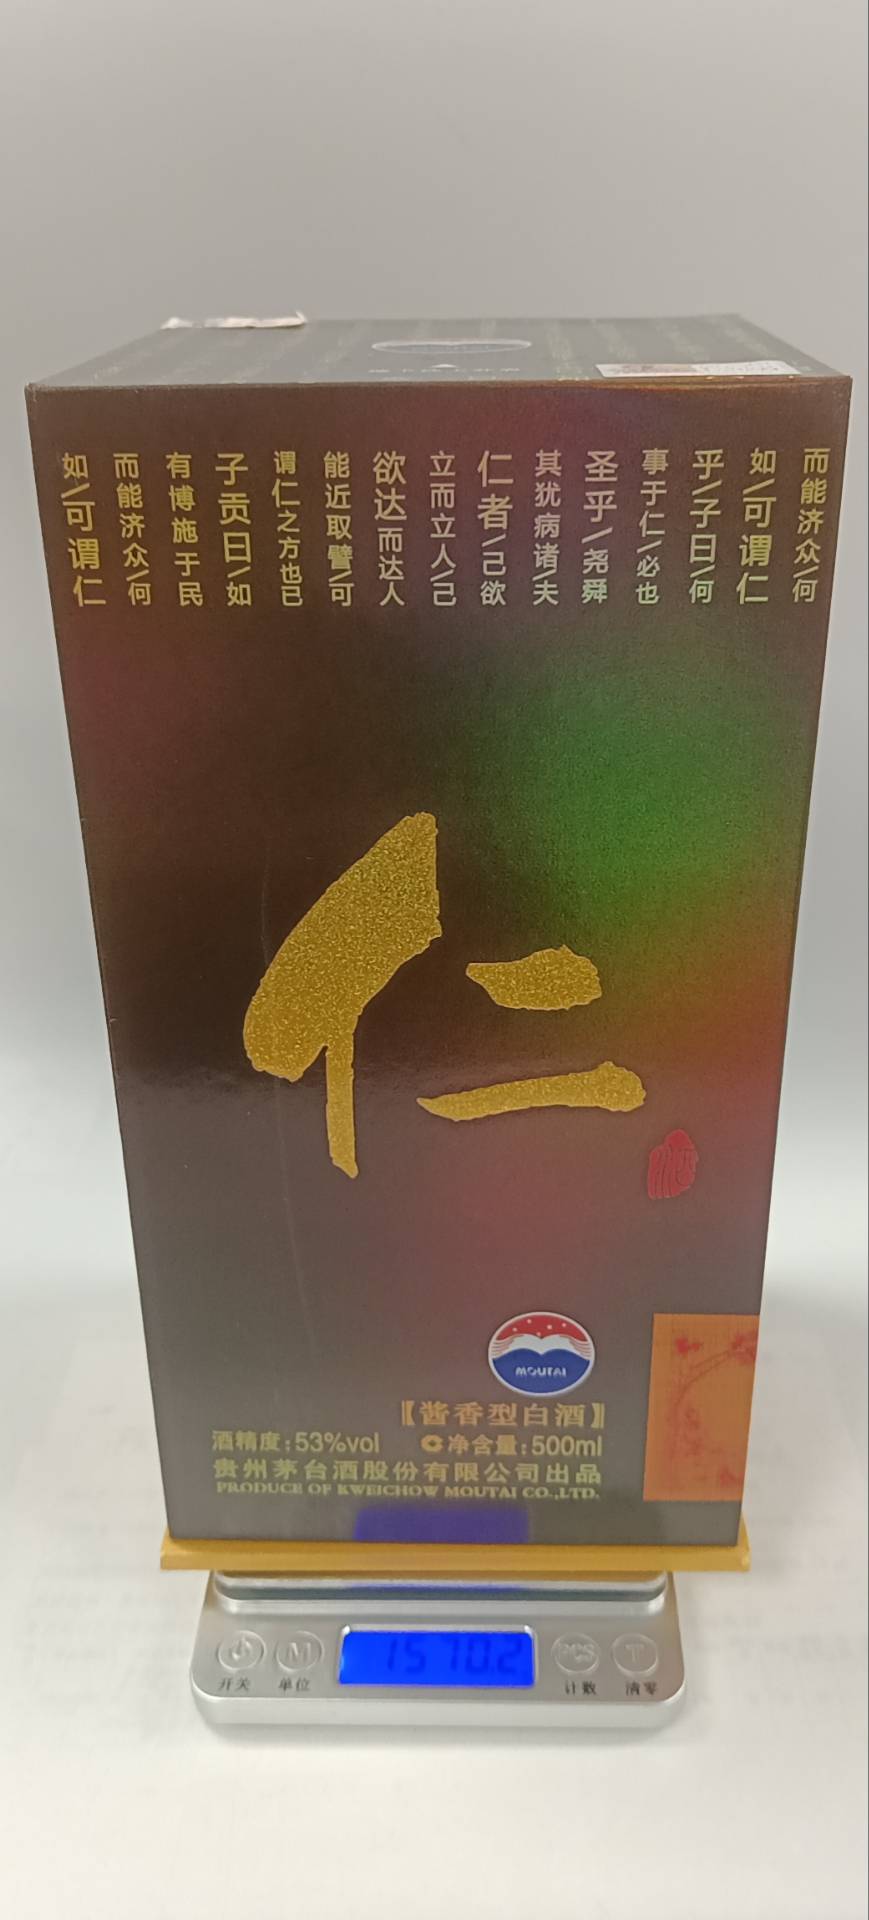 如/可谓仁
而能济众/何
有博施于民
子贡曰/如
谓仁之方也已
能近取譬/可
欲达而达人
立而立人/己
仁者/己欲
其犹病诸/夫
圣乎/尧舜
事于仁/必也
乎/子曰/何
如/可谓仁
而能济众/何
仁
酒
MOUTAI
【酱香型白酒】
酒精度:53%vol 净含量:500ml
贵州茅台酒股份有限公司出品
PRODUCE OF KWEICHOW MOUTAI CO.,LTD.
M 1570.2 PCS T
开关 单位 计数 清零